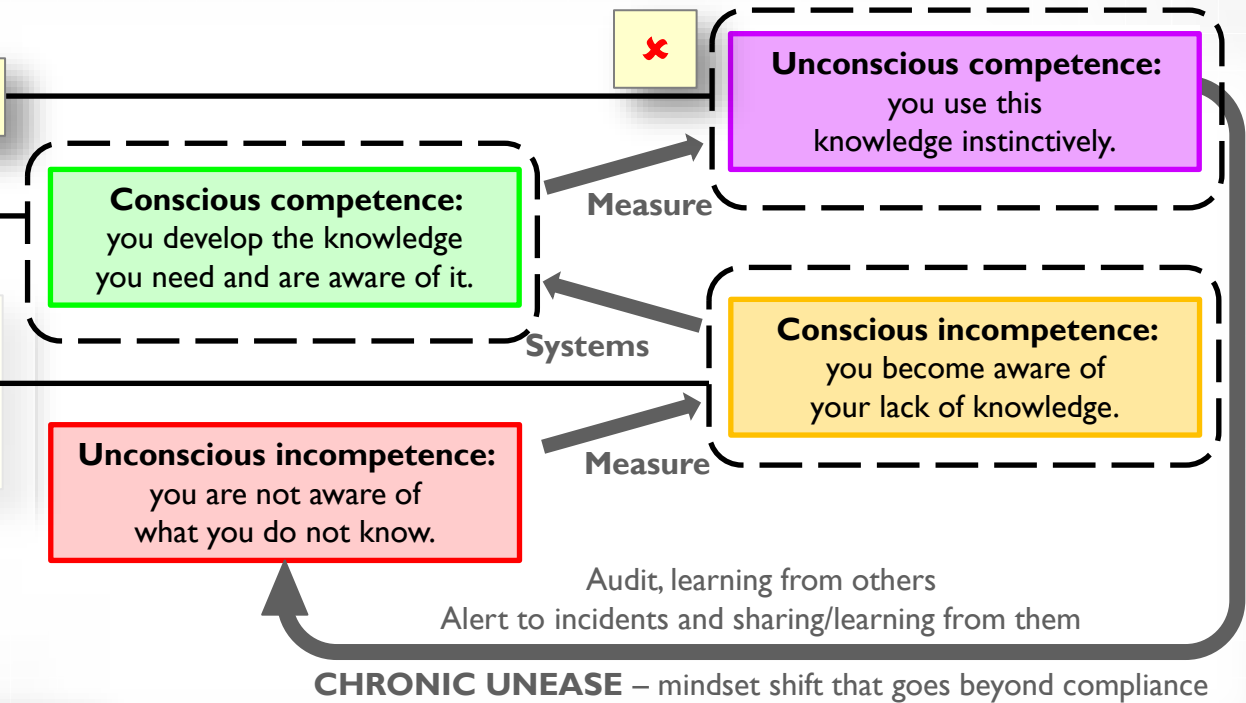 ✘
Unconscious competence:
you use this
knowledge instinctively.
Measure
Conscious competence:
you develop the knowledge
you need and are aware of it.
Systems
Conscious incompetence:
you become aware of
your lack of knowledge.
Measure
Unconscious incompetence:
you are not aware of
what you do not know.
Audit, learning from others
Alert to incidents and sharing/learning from them
CHRONIC UNEASE – mindset shift that goes beyond compliance